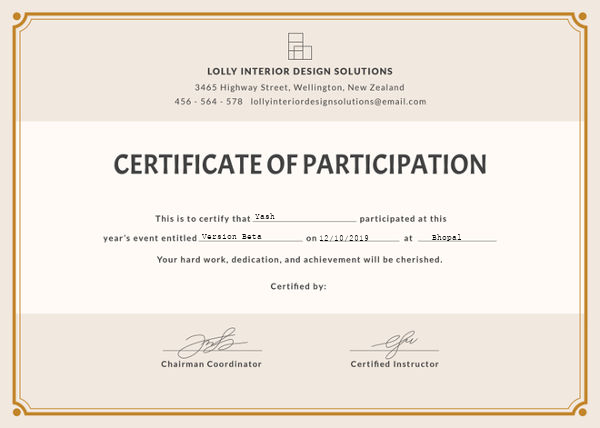 LOLLY INTERIOR DESIGN SOLUTIONS
3465 Highway Street, Wellington, New Zealand
456 - 564 - 578 lollyinteriordesignsolutions@email.com
CERTIFICATE OF PARTICIPATION
This is to certify that Yash participated at this
year's event entitled Version Beta on 12/10/2019 at Bhopal
Your hard work, dedication, and achievement will be cherished.
Certified by:
Chairman Coordinator Certified Instructor